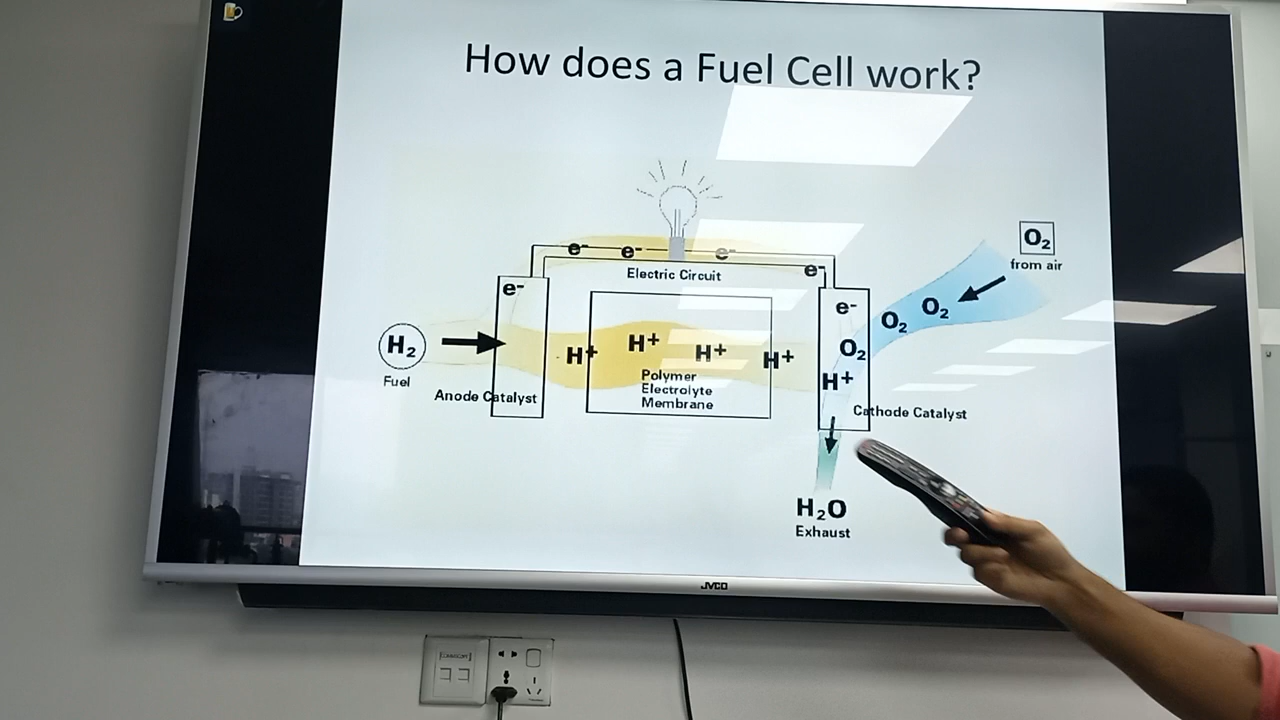 How does a Fuel Cell work?
e- e- e-
Electric Circuit
e-
O₂
from air
e-
e-
O₂ O₂
H₂
Fuel
H+ H+ H+ H+
O₂
H+
Polymer
Electrolyte
Membrane
Anode Catalyst
Cathode Catalyst
H₂O
Exhaust
JVCO